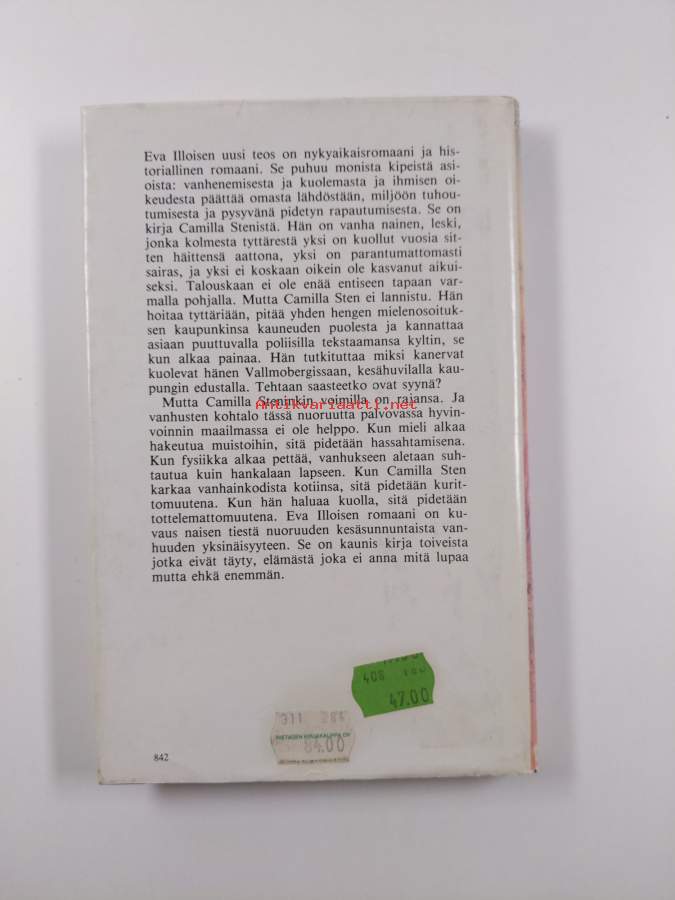 Eva Illoisen uusi teos on nykyaikaisromaani ja his-
toriallinen romaani. Se puhuu monista kipeistä asi-
oista: vanhenemisesta ja kuolemasta ja ihmisen oi-
keudesta päättää omasta lähdöstään, miljöön tuhou-
tumisesta ja pysyvänä pidetyn rapautumisesta. Se on
kirja Camilla Stenistä. Hän on vanha nainen, leski,
jonka kolmesta tyttärestä yksi on kuollut vuosia sit-
ten häittensä aattona, yksi on parantumattomasti
sairas, ja yksi ei koskaan oikein ole kasvanut aikui-
seksi. Talouskaan ei ole enää entiseen tapaan var-
malla pohjalla. Mutta Camilla Sten ei lannistu. Hän
hoitaa tyttäriään, pitää yhden hengen mielenosoituk-
sen kaupunkinsa kauneuden puolesta ja kannattaa
asiaan puuttuvalla poliisilla tekstaamansa kyltin, se
kun alkaa painaa. Hän tutkituttaa miksi kanervat
kuolevat hänen Vallmobergissaan, kesähuvilalla kau-
pungin edustalla. Tehtaan saasteetko ovat syynä?
Mutta Camilla Steninkin voimilla on rajansa. Ja
Antikvariaatti.net
vanhusten kohtalo tässä nuoruutta palvovassa hyvin-
voinnin maailmassa ei ole helppo. Kun mieli alkaa
hakeutua muistoihin, sitä pidetään hassahtamisena.
Kun fysiikka alkaa pettää, vanhukseen aletaan suh-
tautua kuin hankalaan lapseen. Kun Camilla Sten
karkaa vanhainkodista kotiinsa, sitä pidetään kurit-
tomuutena. Kun hän haluaa kuolla, sitä pidetään
tottelemattomuutena. Eva Illoisen romaani on ku-
vaus naisen tiestä nuoruuden kesäsunnuntaista van-
huuden yksinäisyyteen. Se on kaunis kirja toiveista
jotka eivät täyty, elämästä joka ei anna mitä lupaa
mutta ehkä enemmän.
408
47.00
311 284
84.00
842